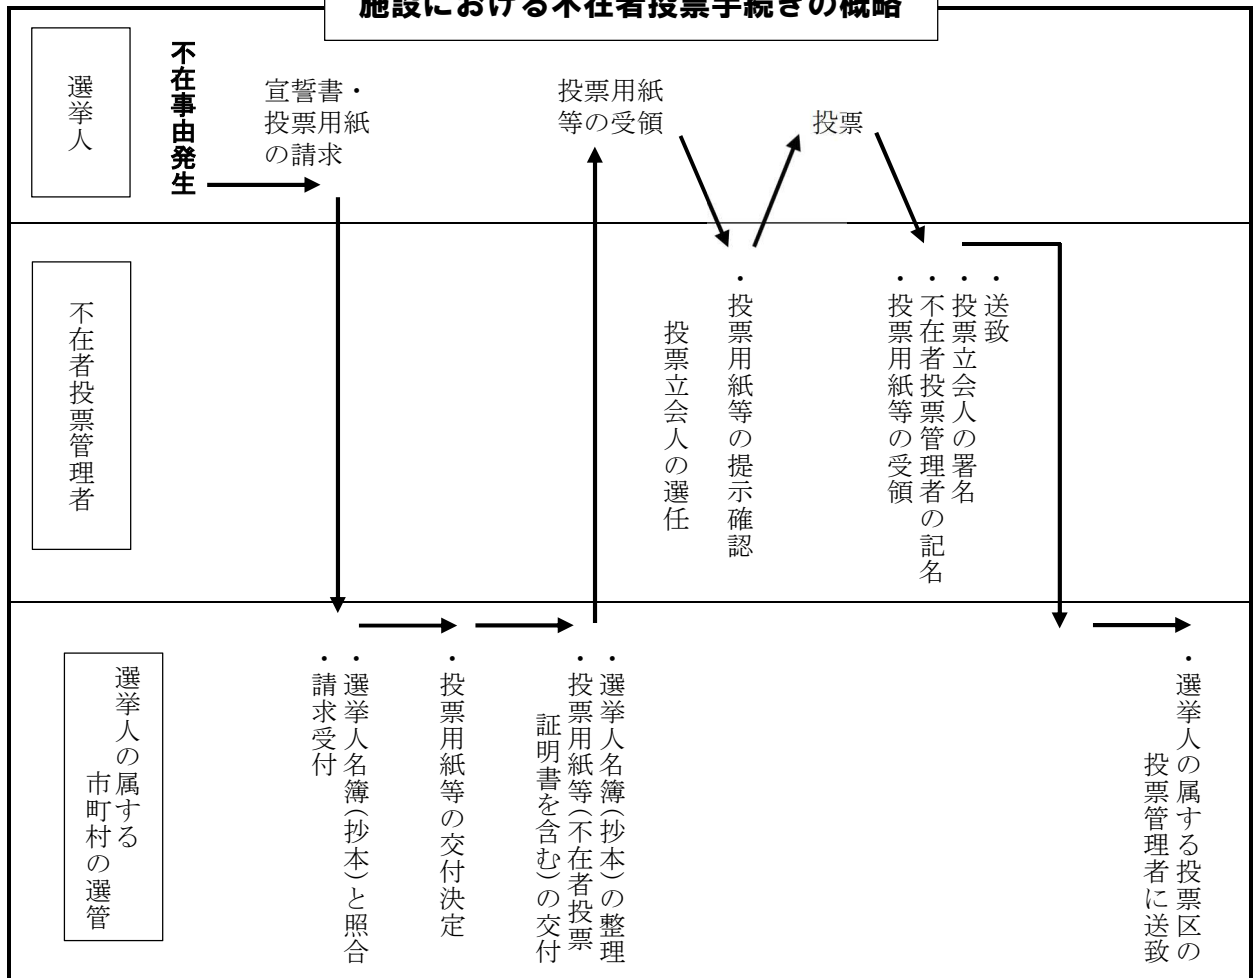 施設における不在者投票手続きの概略
選挙人
不在事由発生
宣誓書・
投票用紙
の請求
投票用紙
等の受領
投票
不在者投票管理者
・投票用紙等の提示確認
投票立会人の選任
・送致
・投票立会人の署名
・不在者投票管理者の記名
・投票用紙等の受領
選挙人の属する
市町村の選管
・選挙人名簿(抄本)と照合
・請求受付
・投票用紙等の交付決定
・選挙人名簿(抄本)の整理
・投票用紙等(不在者投票
証明書を含む)の交付
・選挙人の属する投票区の
投票管理者に送致